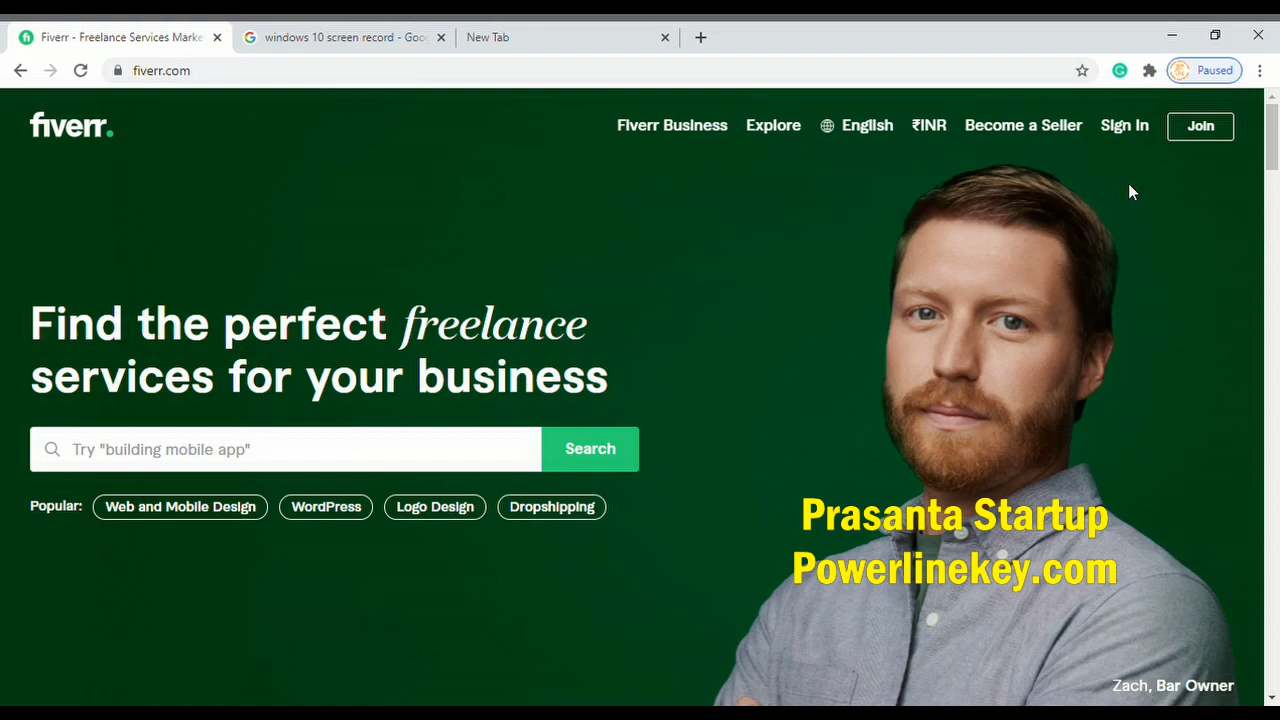 Fiverr - Freelance Services Marke
windows 10 screen record - Goo
New Tab
fiverr.com
Paused
fiverr.
Fiverr Business
Explore
English
₹INR
Become a Seller
Sign In
Join
Find the perfect freelance
services for your business
Try "building mobile app"
Search
Popular:
Web and Mobile Design
WordPress
Logo Design
Dropshipping
Prasanta Startup
Powerlinekey.com
Zach, Bar Owner